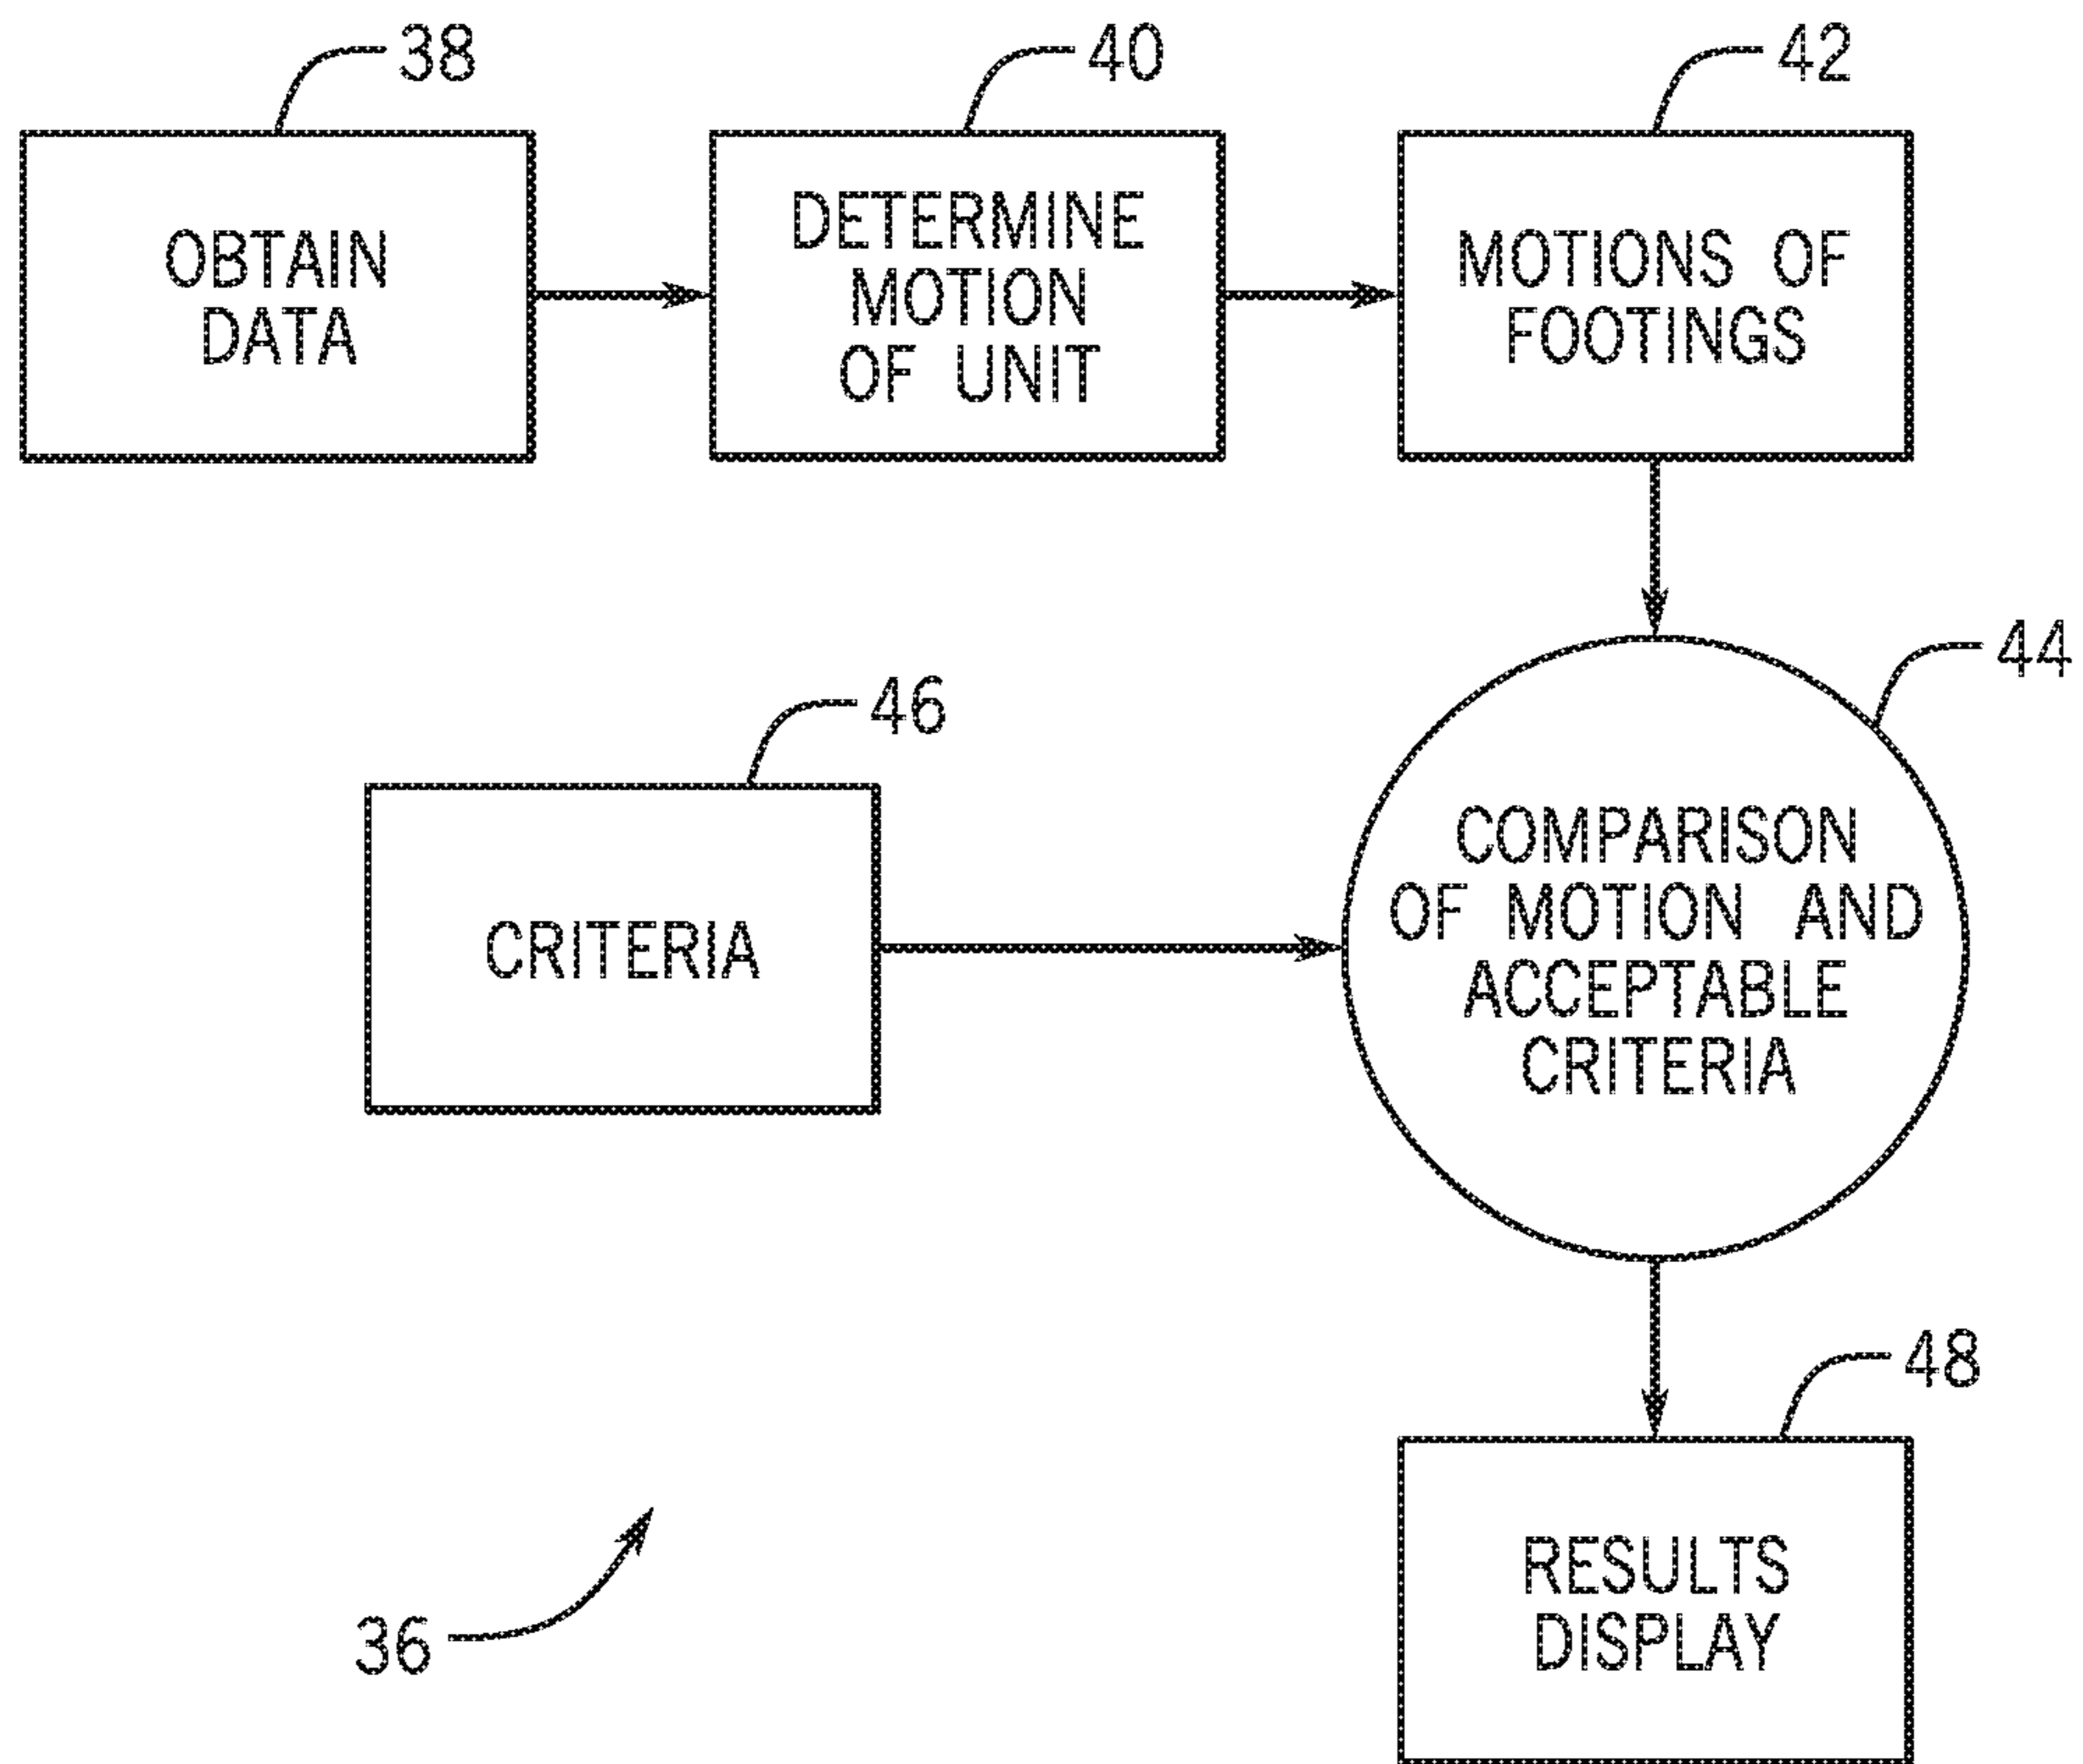 38
40
42
OBTAIN
DATA
DETERMINE
MOTION
OF UNIT
MOTIONS OF
FOOTINGS
44
46
CRITERIA
COMPARISON
OF MOTION AND
ACCEPTABLE
CRITERIA
48
RESULTS
DISPLAY
36